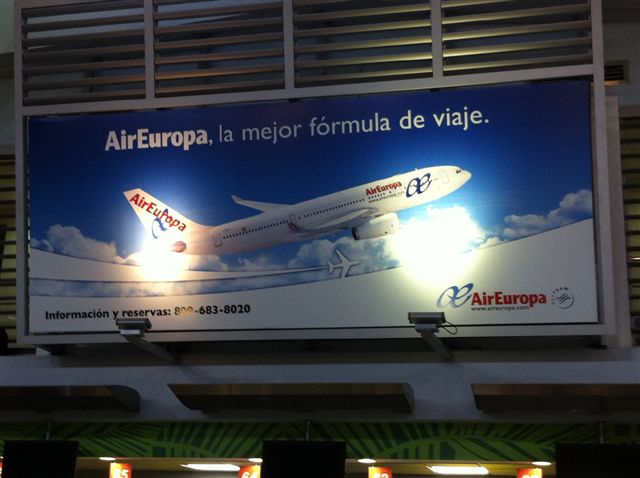 AirEuropa, la mejor fórmula de viaje.
AirEuropa
AirEuropa
Información y reservas: 809-683-8020
AirEuropa
www.aireuropa.com